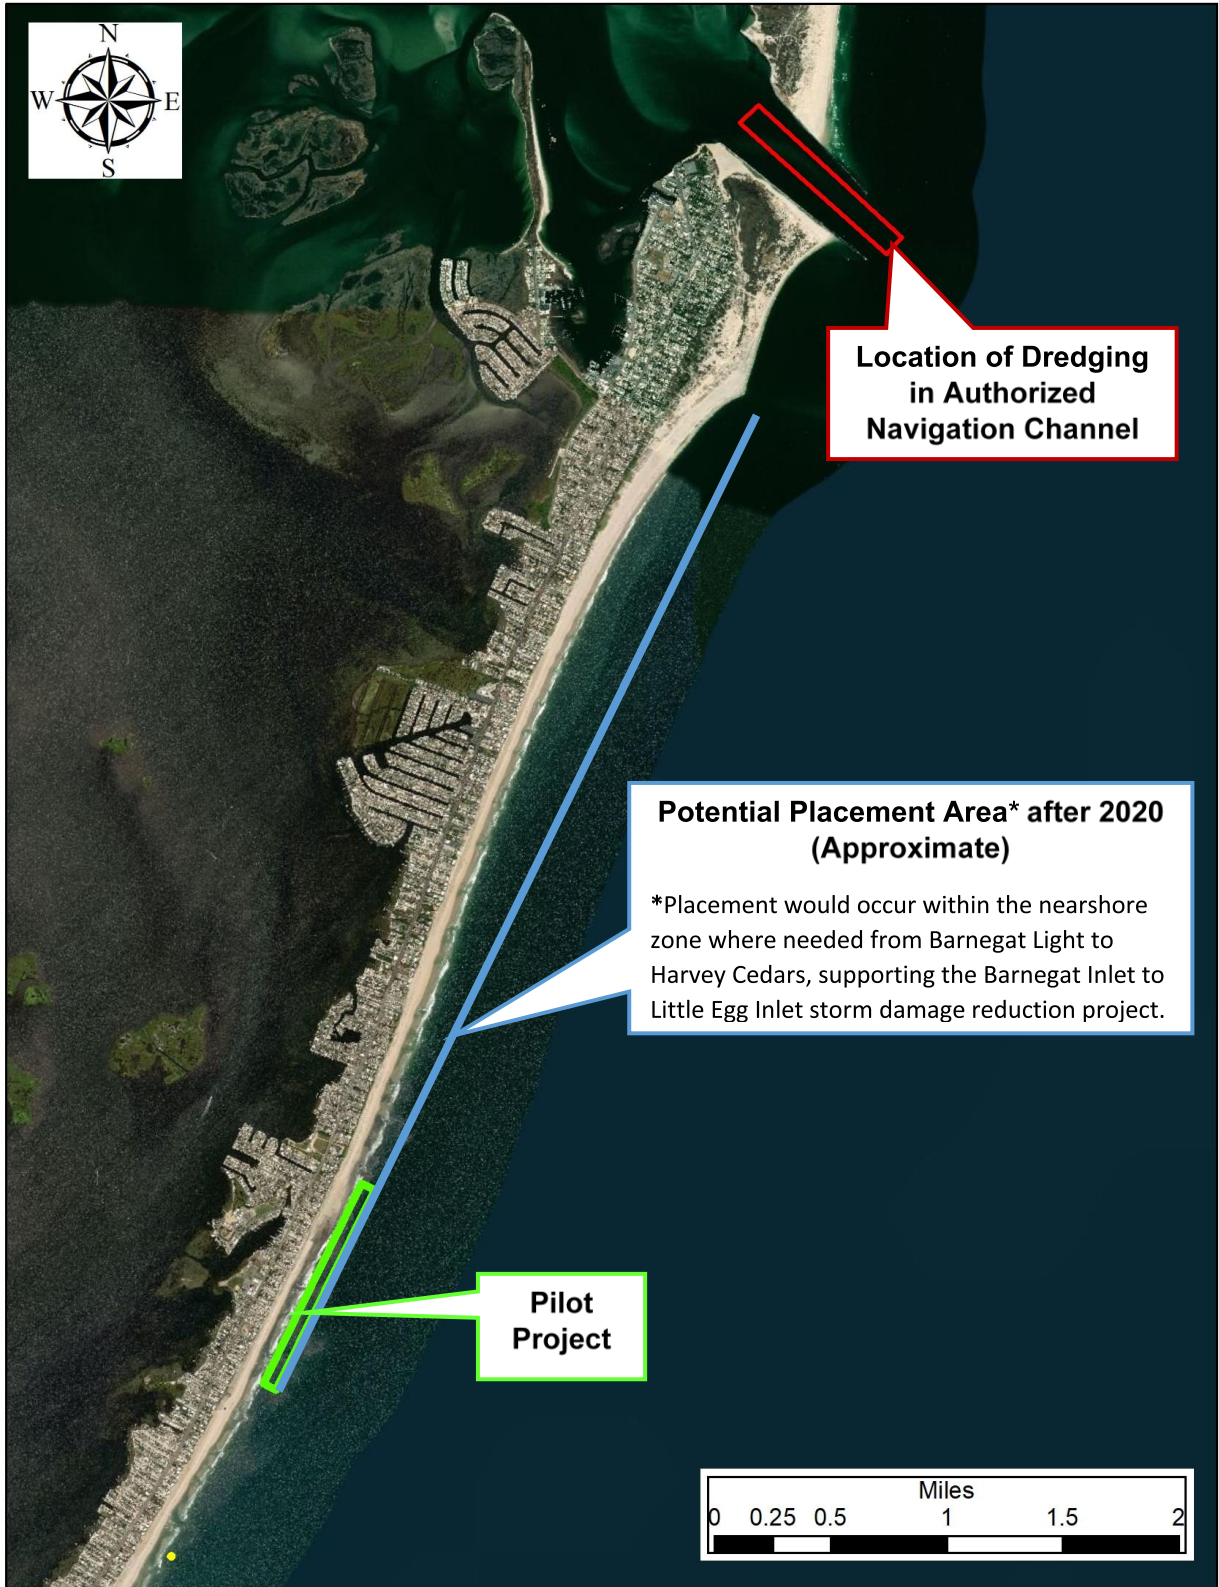 N
W E
S
Location of Dredging
in Authorized
Navigation Channel
Potential Placement Area* after 2020
(Approximate)
*Placement would occur within the nearshore
zone where needed from Barnegat Light to
Harvey Cedars, supporting the Barnegat Inlet to
Little Egg Inlet storm damage reduction project.
Pilot
Project
Miles
0 0.25 0.5 1 1.5 2